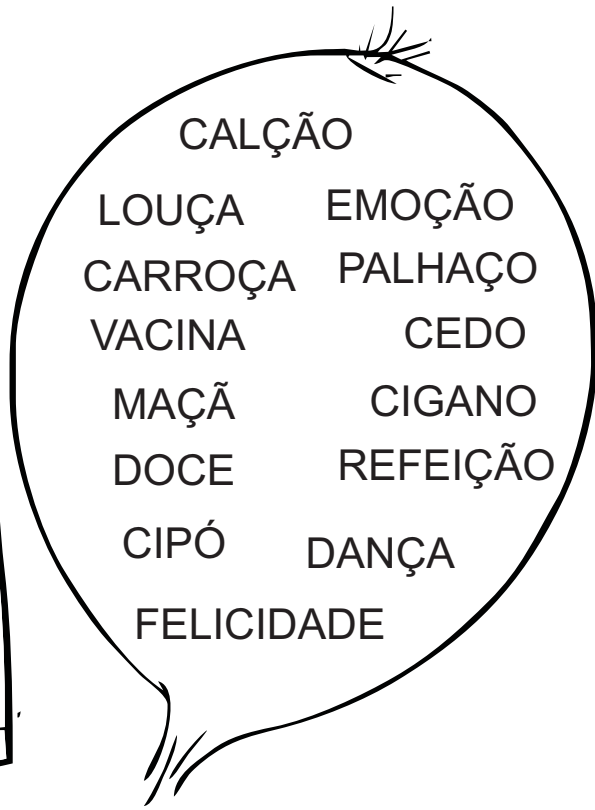 CALÇÃO
LOUÇA EMOÇÃO
CARROÇA PALHAÇO
VACINA CEDO
MAÇÃ CIGANO
DOCE REFEIÇÃO
CIPÓ DANÇA
FELICIDADE